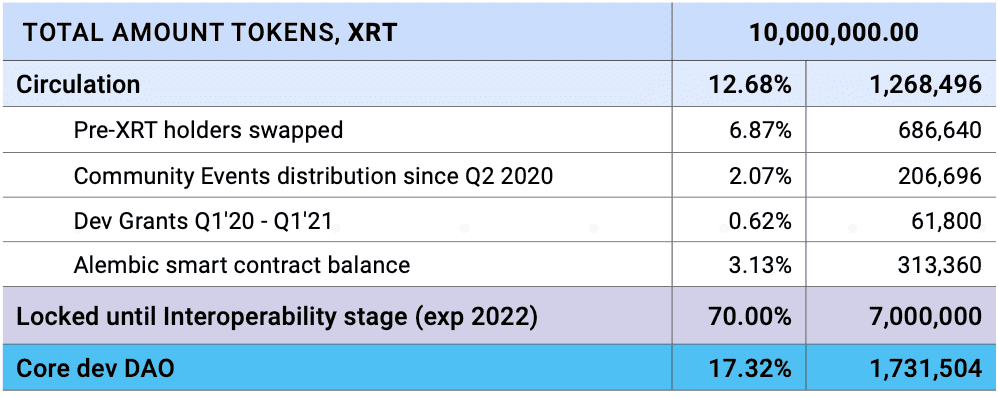 TOTAL AMOUNT TOKENS, XRT 10,000,000.00
Circulation 12.68% 1,268,496
Pre-XRT holders swapped 6.87% 686,640
Community Events distribution since Q2 2020 2.07% 206,696
Dev Grants Q1'20 - Q1'21 0.62% 61,800
Alembic smart contract balance 3.13% 313,360
Locked until Interoperability stage (exp 2022) 70.00% 7,000,000
Core dev DAO 17.32% 1,731,504